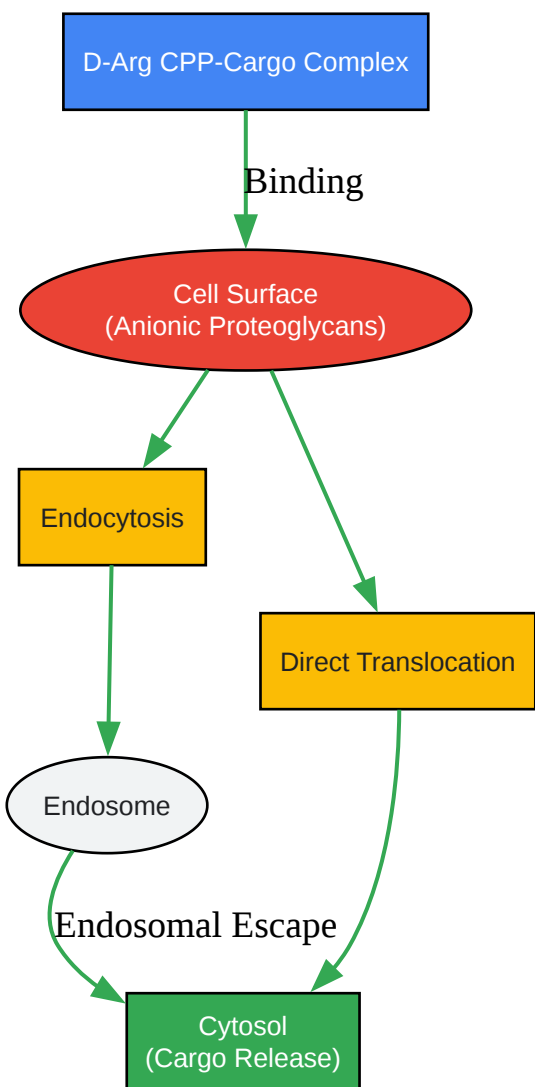 D-Arg CPP-Cargo Complex
Binding
Cell Surface
(Anionic Proteoglycans)
Endocytosis
Direct Translocation
Endosome
Endosomal Escape
Cytosol
(Cargo Release)